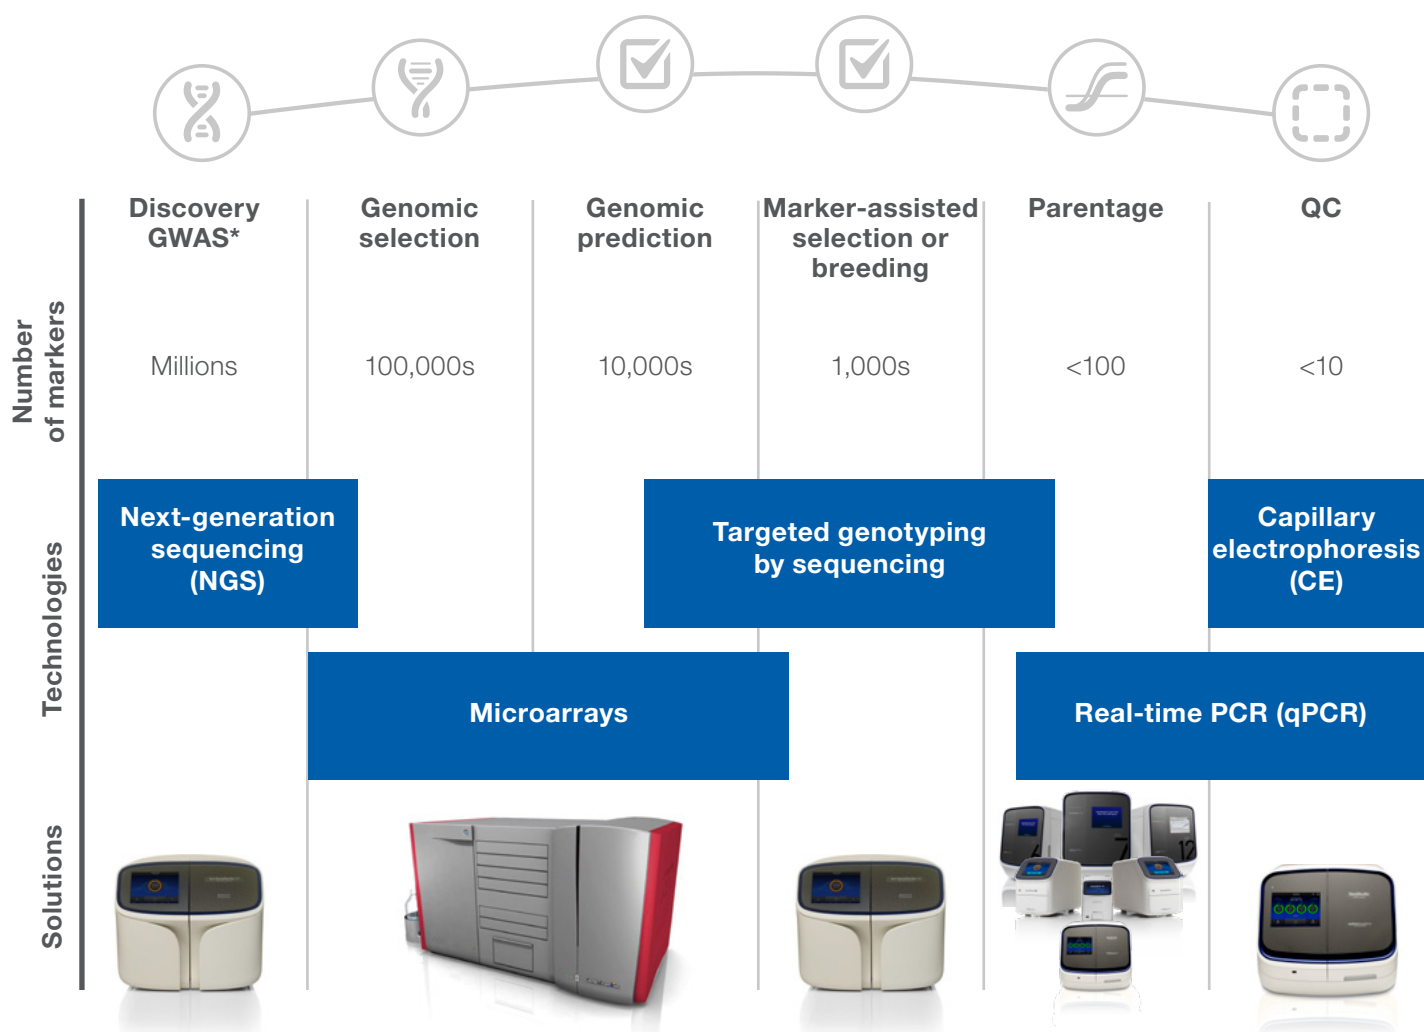 Discovery
GWAS*
Genomic
selection
Genomic
prediction
Marker-assisted
selection or
breeding
Parentage
QC
Number
of markers
Millions
100,000s
10,000s
1,000s
<100
<10
Technologies
Next-generation
sequencing
(NGS)
Targeted genotyping
by sequencing
Capillary
electrophoresis
(CE)
Microarrays
Real-time PCR (qPCR)
Solutions
7
12